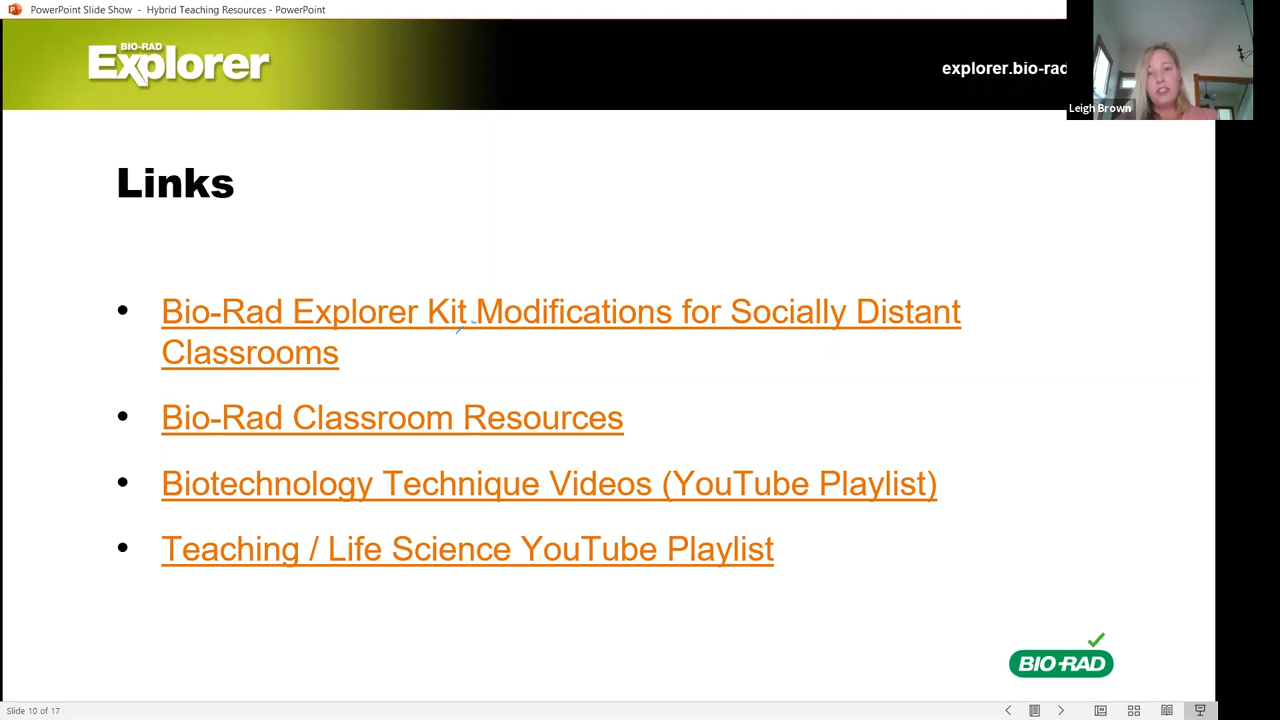 PowerPoint Slide Show - Hybrid Teaching Resources - PowerPoint
BIO-RAD
Explorer
explorer.bio-rad
Leigh Brown
Links
• Bio-Rad Explorer Kit Modifications for Socially Distant
Classrooms
• Bio-Rad Classroom Resources
• Biotechnology Technique Videos (YouTube Playlist)
• Teaching / Life Science YouTube Playlist
BIO-RAD
Slide 10 of 17